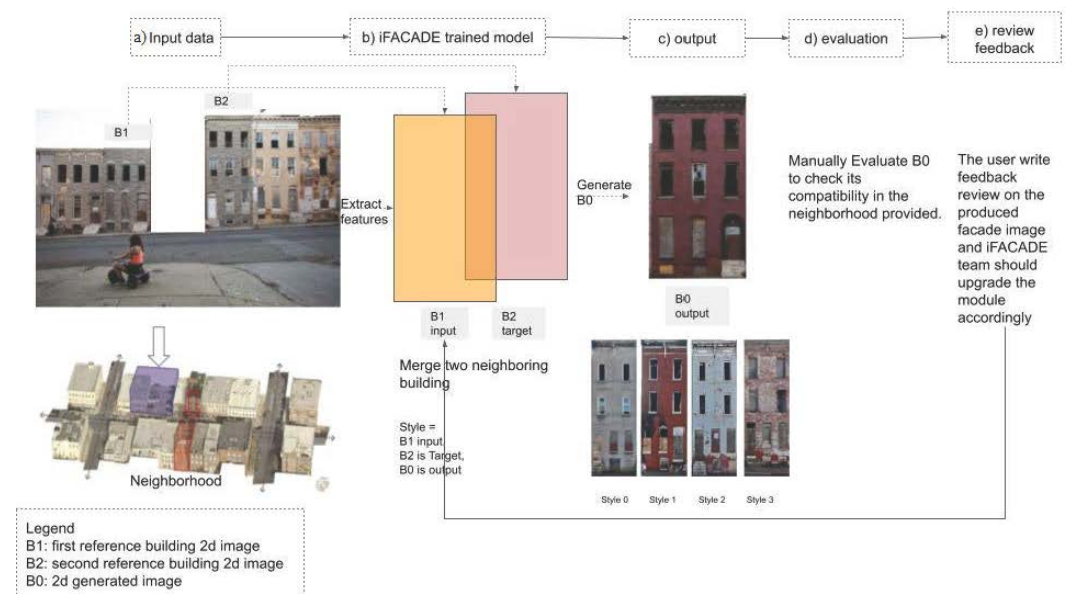 a) Input data
b) iFACADE trained model
c) output
d) evaluation
e) review
feedback
B2
B1
Extract
features
Generate
B0
Manually Evaluate B0
to check its
compatibility in the
neighborhood provided.
The user write
feedback
review on the
produced
facade image
and iFACADE
team should
upgrade the
module
accordingly
B1
input
B2
target
B0
output
Merge two neighboring
building
Style =
B1 input,
B2 is Target,
B0 is output
Neighborhood
Style 0
Style 1
Style 2
Style 3
Legend
B1: first reference building 2d image
B2: second reference building 2d image
B0: 2d generated image